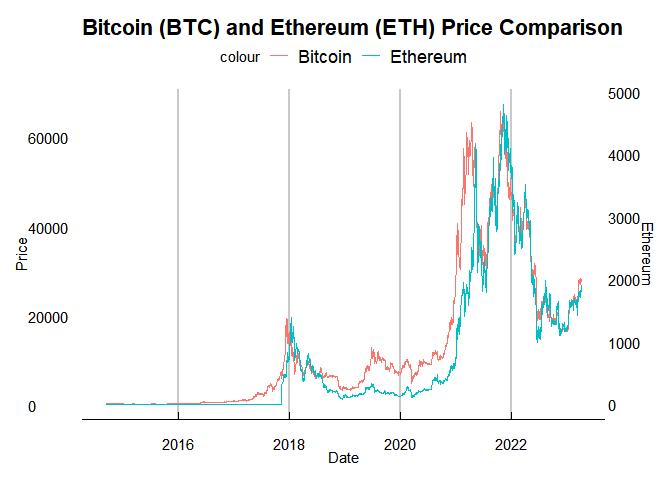 Bitcoin (BTC) and Ethereum (ETH) Price Comparison
colour Bitcoin Ethereum
5000
60000
4000
40000
3000
Price
Ethereum
2000
20000
1000
0
0
2016 2018 2020 2022
Date